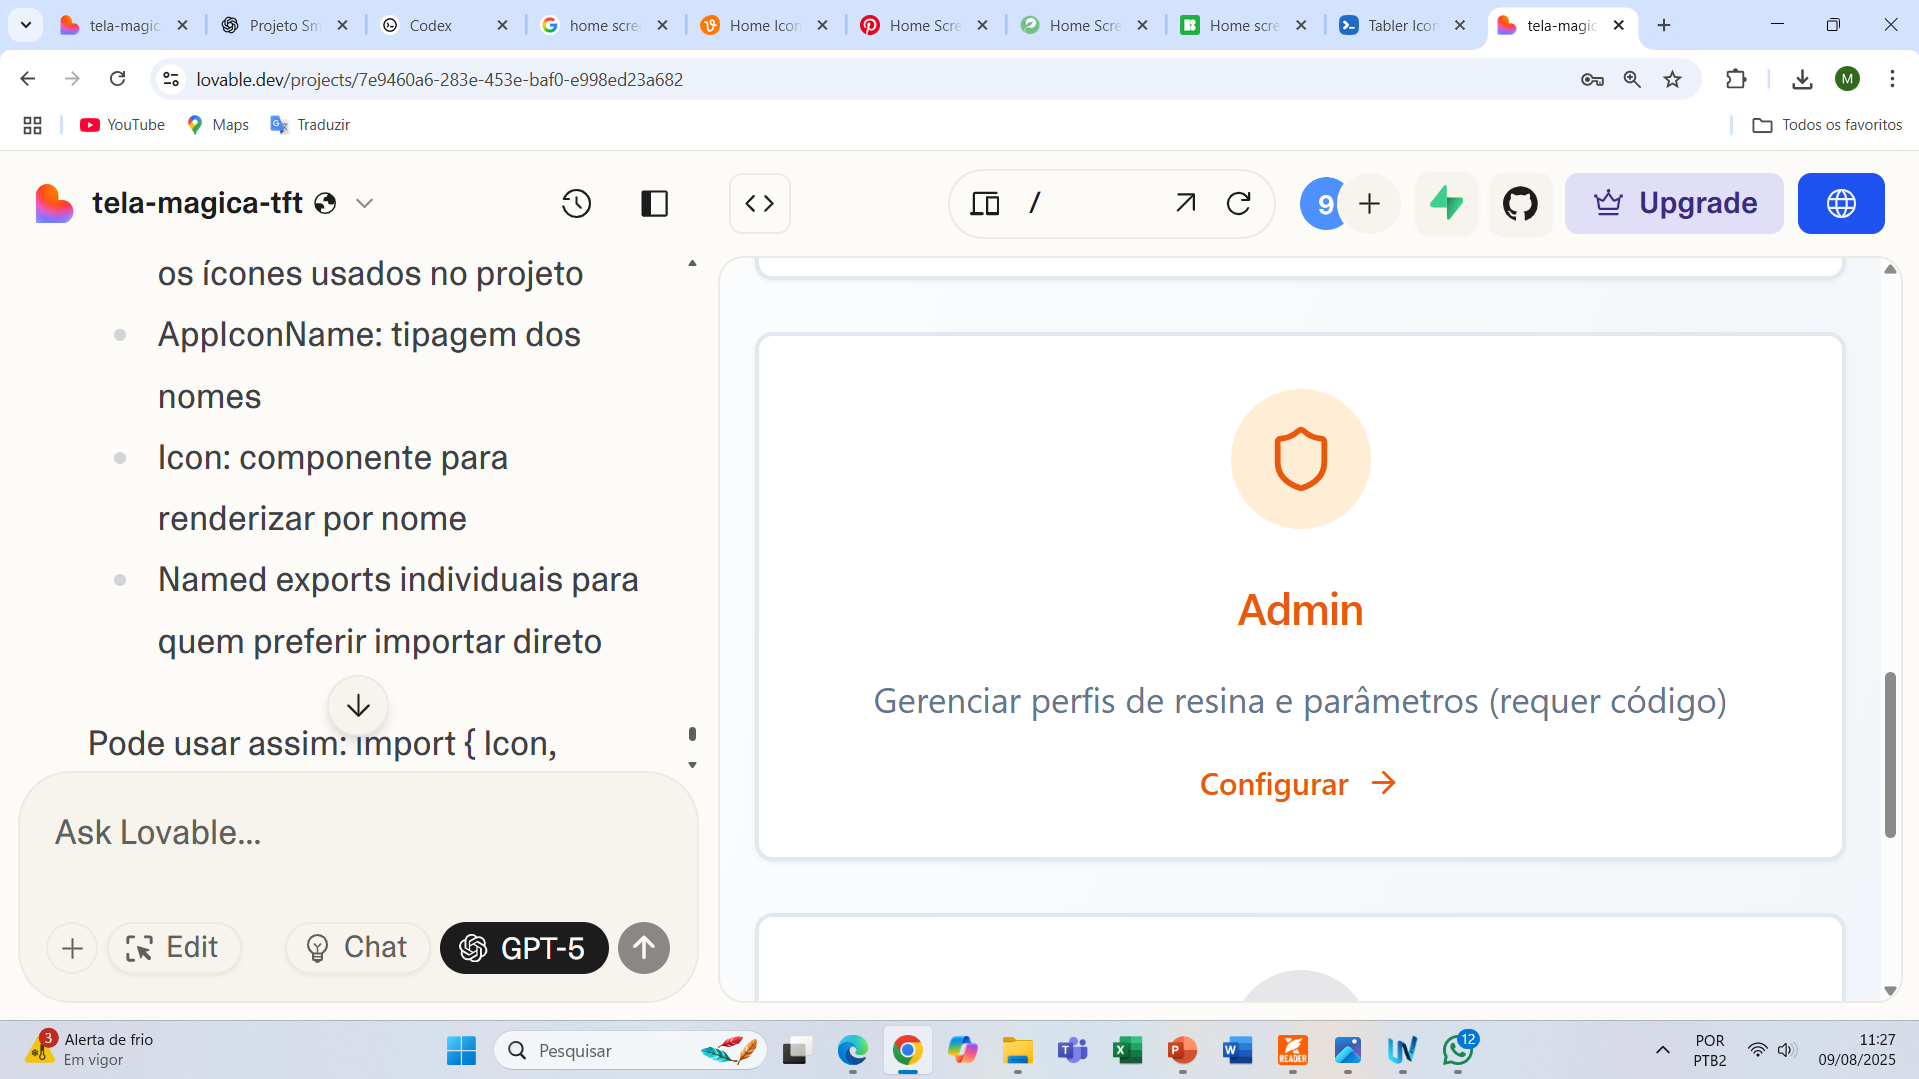 tela-magic
Projeto Sm
Codex
home scre
Home Icon
Home Scre
Home Scre
Home scre
Tabler Icon
tela-magic
lovable.dev/projects/7e9460a6-283e-453e-baf0-e998ed23a682
M
YouTube
Maps
Traduzir
Todos os favoritos
tela-magica-tft
/
9
Upgrade
os ícones usados no projeto
AppIconName: tipagem dos
nomes
Icon: componente para
renderizar por nome
Named exports individuais para
quem preferir importar direto
Pode usar assim: import { Icon,
Ask Lovable...
Edit
Chat
GPT-5
Admin
Gerenciar perfis de resina e parâmetros (requer código)
Configurar
3
Alerta de frio
Em vigor
Pesquisar
READER
12
POR
PTB2
11:27
09/08/2025